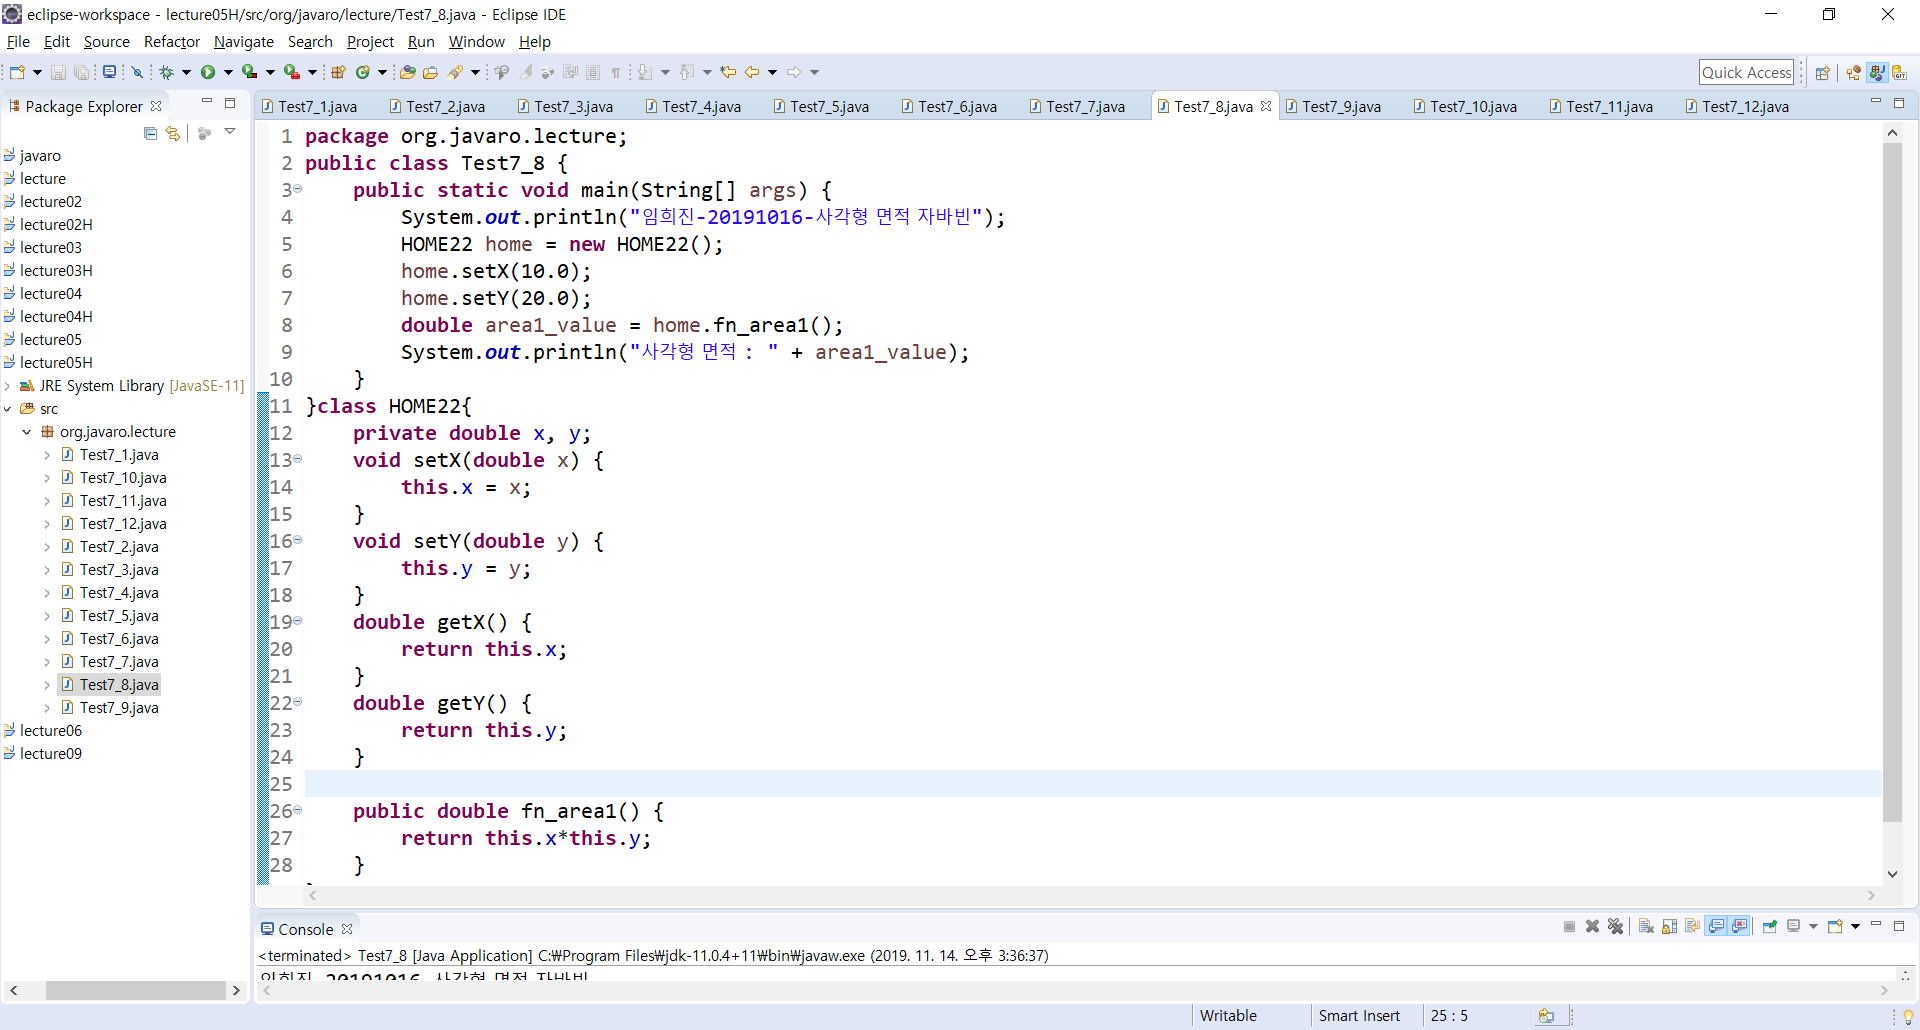 eclipse-workspace - lecture05H/src/org/javaro/lecture/Test7_8.java - Eclipse IDE
File Edit Source Refactor Navigate Search Project Run Window Help
Quick Access
Package Explorer
Test7_1.java Test7_2.java Test7_3.java Test7_4.java Test7_5.java Test7_6.java Test7_7.java Test7_8.java Test7_9.java Test7_10.java Test7_11.java Test7_12.java
javaro
lecture
lecture02
lecture02H
lecture03
lecture03H
lecture04
lecture04H
lecture05
lecture05H
JRE System Library [JavaSE-11]
src
org.javaro.lecture
Test7_1.java
Test7_10.java
Test7_11.java
Test7_12.java
Test7_2.java
Test7_3.java
Test7_4.java
Test7_5.java
Test7_6.java
Test7_7.java
Test7_8.java
Test7_9.java
lecture06
lecture09
1 package org.javaro.lecture;
2 public class Test7_8 {
3 public static void main(String[] args) {
4 System.out.println("임희진-20191016-사각형 면적 자바빈");
5 HOME22 home = new HOME22();
6 home.setX(10.0);
7 home.setY(20.0);
8 double area1_value = home.fn_area1();
9 System.out.println("사각형 면적 : " + area1_value);
10 }
11 }class HOME22{
12 private double x, y;
13 void setX(double x) {
14 this.x = x;
15 }
16 void setY(double y) {
17 this.y = y;
18 }
19 double getX() {
20 return this.x;
21 }
22 double getY() {
23 return this.y;
24 }
25
26 public double fn_area1() {
27 return this.x*this.y;
28 }
Console
<terminated> Test7_8 [Java Application] C:₩Program Files₩jdk-11.0.4+11₩bin₩javaw.exe (2019. 11. 14. 오후 3:36:37)
임희진-20191016-사각형 면적 자바빈
Writable Smart Insert 25 : 5